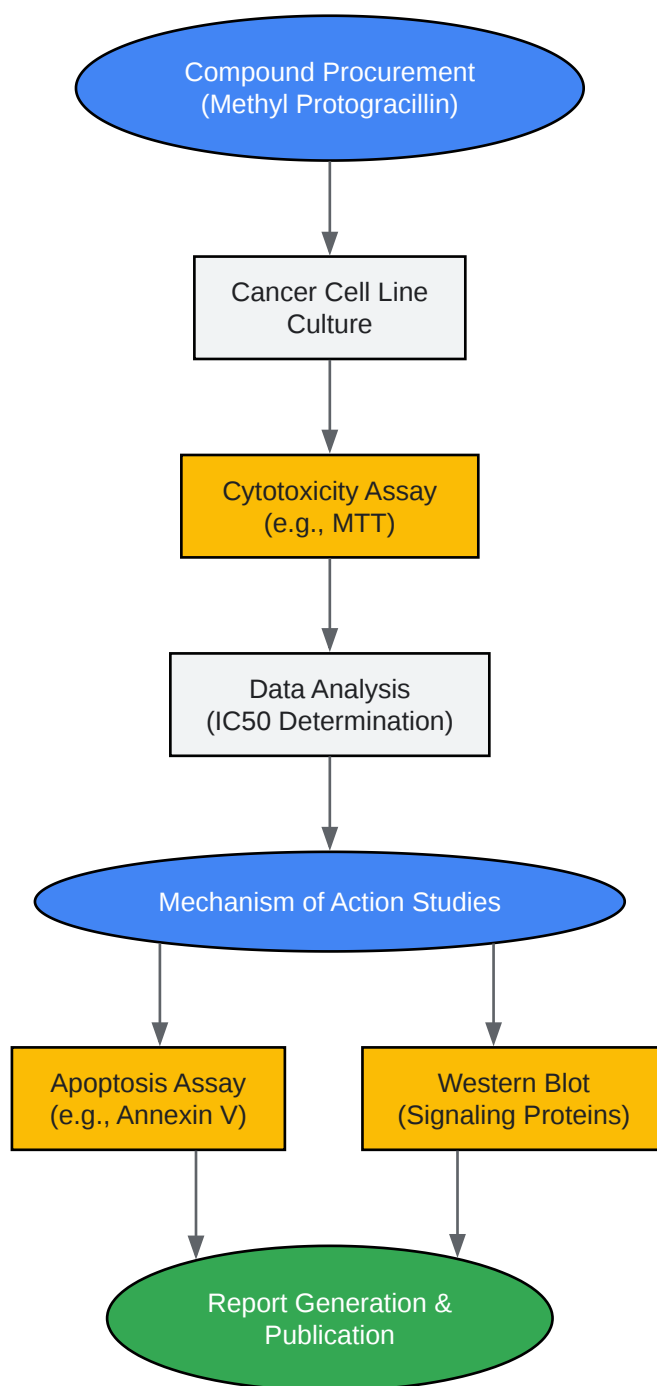 Compound Procurement
(Methyl Protogracillin)
Cancer Cell Line
Culture
Cytotoxicity Assay
(e.g., MTT)
Data Analysis
(IC50 Determination)
Mechanism of Action Studies
Apoptosis Assay
(e.g., Annexin V)
Western Blot
(Signaling Proteins)
Report Generation &
Publication